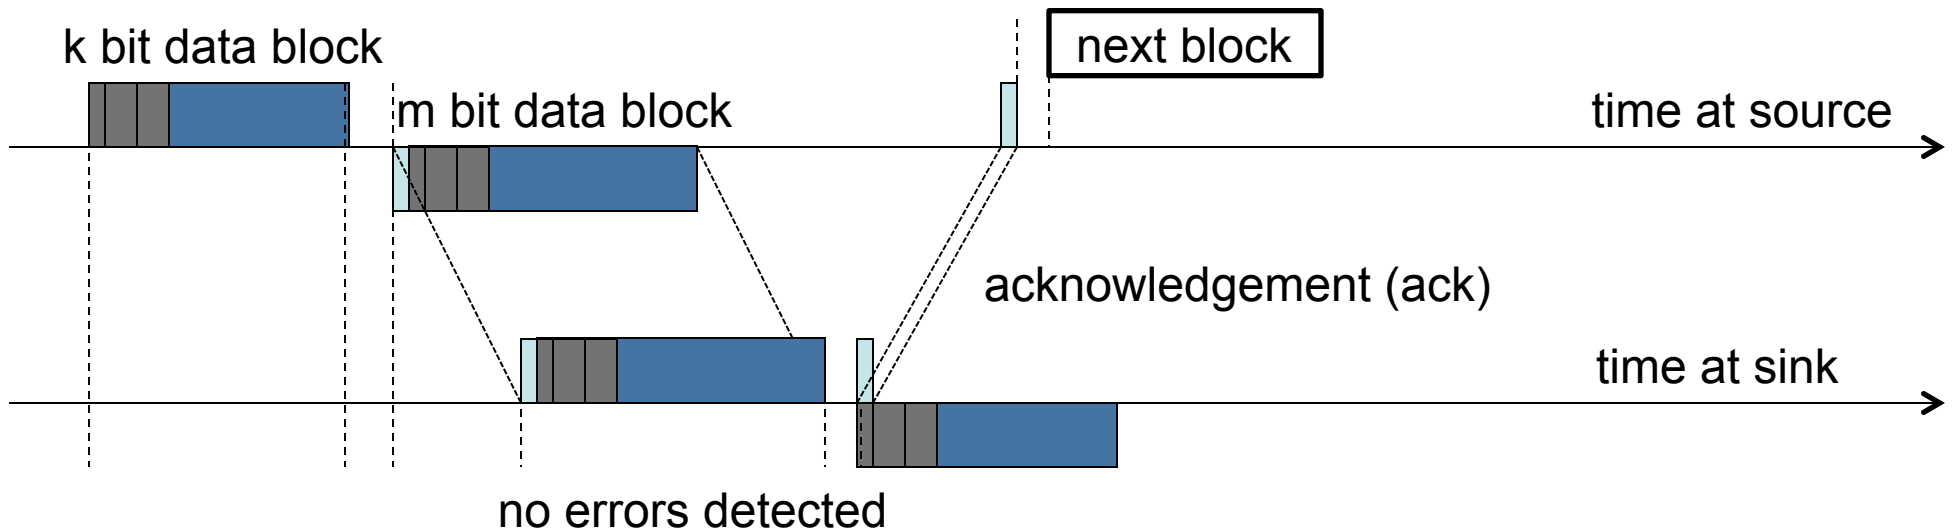 k bit data block
next block
m bit data block
time at source
acknowledgement (ack)
time at sink
no errors detected